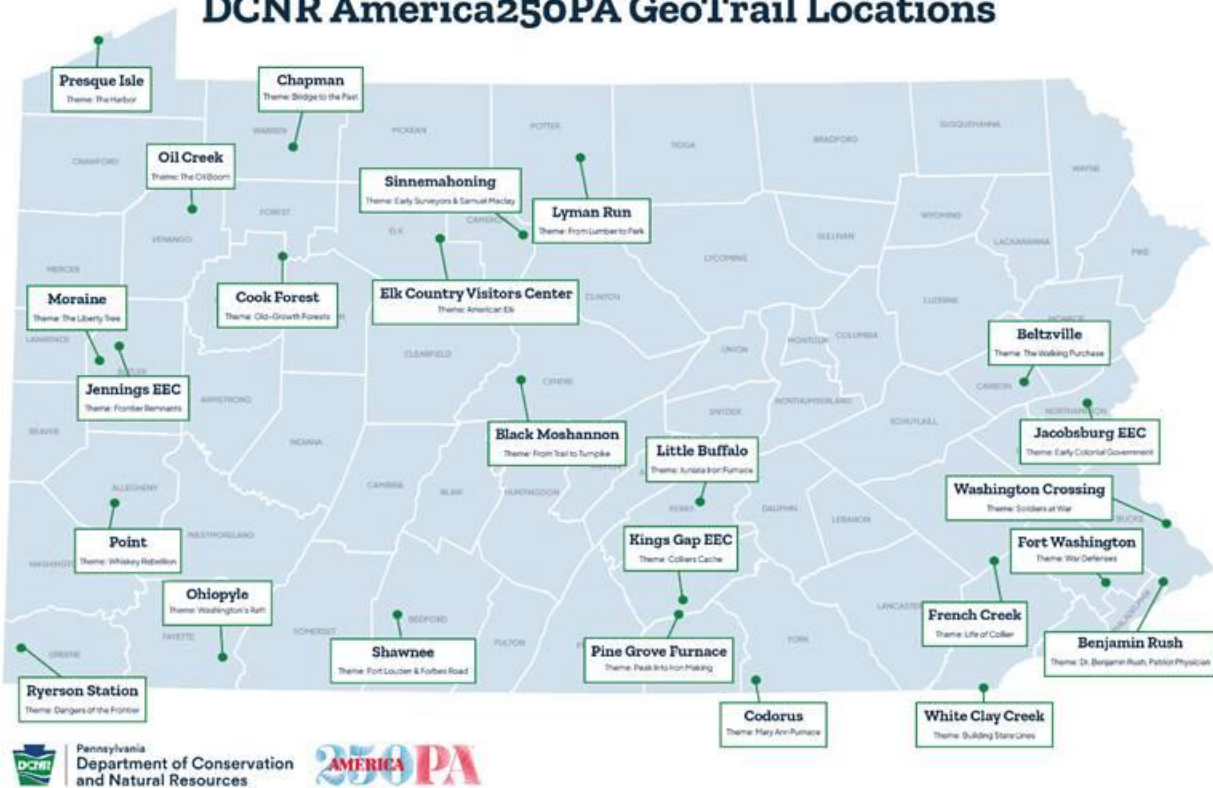 DCNR America250PA GeoTrail Locations
Presque Isle
Theme: The Harbor
Chapman
Theme: Bridge to the Past
WARREN
MCKEAN
POTTER
TIOGA
BRADFORD
SUSQUEHANNA
WAYNE
CRAWFORD
Oil Creek
Theme: The Oil Boom
Sinnemahoning
Theme: Early Surveyors & Samuel Maclay
Lyman Run
Theme: From Lumber to Park
FOREST
ELK
CAMERON
WYOMING
LACKAWANNA
PIKE
SULLIVAN
VENANGO
LYCOMING
MERCER
Cook Forest
Theme: Old-Growth Forests
Elk Country Visitors Center
Theme: American Elk
CLINTON
LUZERNE
Moraine
Theme: The Liberty Tree
LAWRENCE
MONROE
Beltzville
Theme: The Walking Purchase
COLUMBIA
MONTOUR
UNION
CLEARFIELD
BUTLER
Jennings EEC
Theme: Frontier Remnants
ARMSTRONG
CENTRE
CARBON
NORTHUMBERLAND
SNYDER
NORTHAMPTON
SCHUYLKILL
BEAVER
INDIANA
Black Moshannon
Theme: From Trail to Turnpike
Little Buffalo
Theme: Juniata Iron Furnace
Jacobsburg EEC
Theme: Early Colonial Government
ALLEGHENY
CAMBRIA
BLAIR
HUNTINGDON
PERRY
DAUPHIN
LEBANON
Washington Crossing
Theme: Soldiers at War
BUCKS
Point
Theme: Whiskey Rebellion
WESTMORELAND
WASHINGTON
Kings Gap EEC
Theme: Colliers Cache
Fort Washington
Theme: War Defenses
Ohiopyle
Theme: Washington's Raft
LANCASTER
French Creek
Theme: Life of Collier
PHILADELPHIA
BEDFORD
SOMERSET
FAYETTE
GREENE
FULTON
YORK
Shawnee
Theme: Fort Louden & Forbes Road
Pine Grove Furnace
Theme: Peak Into Iron Making
Benjamin Rush
Theme: Dr. Benjamin Rush, Patriot Physician
Ryerson Station
Theme: Dangers of the Frontier
Codorus
Theme: Mary Ann Furnace
White Clay Creek
Theme: Building State Lines
DCNR
Pennsylvania
Department of Conservation
and Natural Resources
AMERICA
250PA